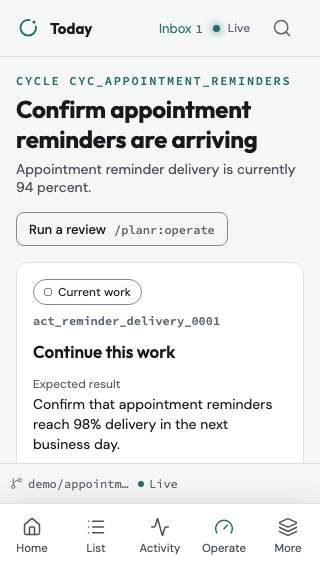 Today
Inbox 1
Live
CYCLE CYC_APPOINTMENT_REMINDERS
Confirm appointment
reminders are arriving
Appointment reminder delivery is currently
94 percent.
Run a review /planr:operate
Current work
act_reminder_delivery_0001
Continue this work
Expected result
Confirm that appointment reminders
reach 98% delivery in the next
business day.
demo/appointm…
Live
Home
List
Activity
Operate
More